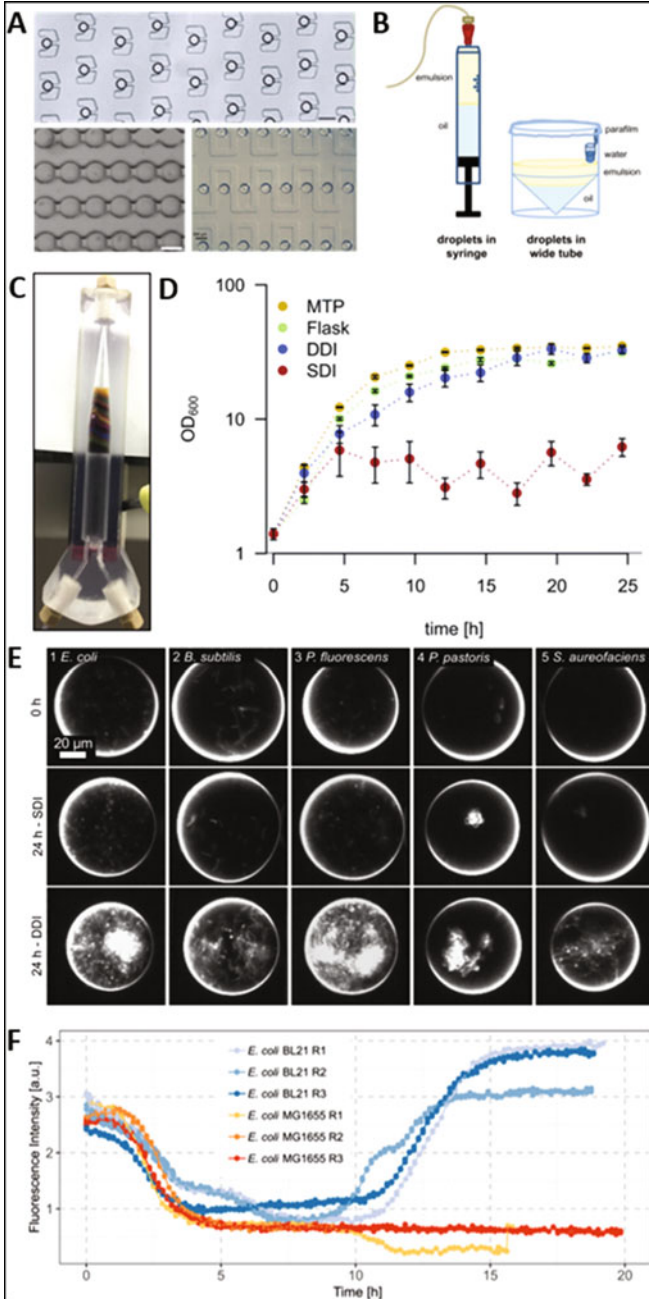 A
B
emulsion
oil
droplets in
syringe
parafilm
water
emulsion
oil
droplets in
wide tube
C
D
100
10
1
OD600
MTP
Flask
DDI
SDI
0
5
10
15
20
25
time [h]
E
1 E. coli
2 B. subtilis
3 P. fluorescens
4 P. pastoris
5 S. aureofaciens
0 h
20 µm
24 h - SDI
24 h - DDI
F
Fluorescence Intensity [a.u.]
4
3
2
1
E. coli BL21 R1
E. coli BL21 R2
E. coli BL21 R3
E. coli MG1655 R1
E. coli MG1655 R2
E. coli MG1655 R3
0
5
10
15
20
Time [h]